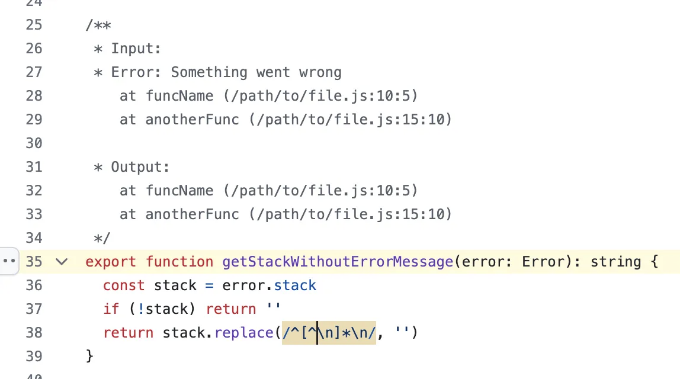 24
25 /**
26  * Input:
27  * Error: Something went wrong
28     at funcName (/path/to/file.js:10:5)
29     at anotherFunc (/path/to/file.js:15:10)
30
31  * Output:
32     at funcName (/path/to/file.js:10:5)
33     at anotherFunc (/path/to/file.js:15:10)
34  */
35 export function getStackWithoutErrorMessage(error: Error): string {
36   const stack = error.stack
37   if (!stack) return ''
38   return stack.replace(/^[^\n]*\n/, '')
39 }
40